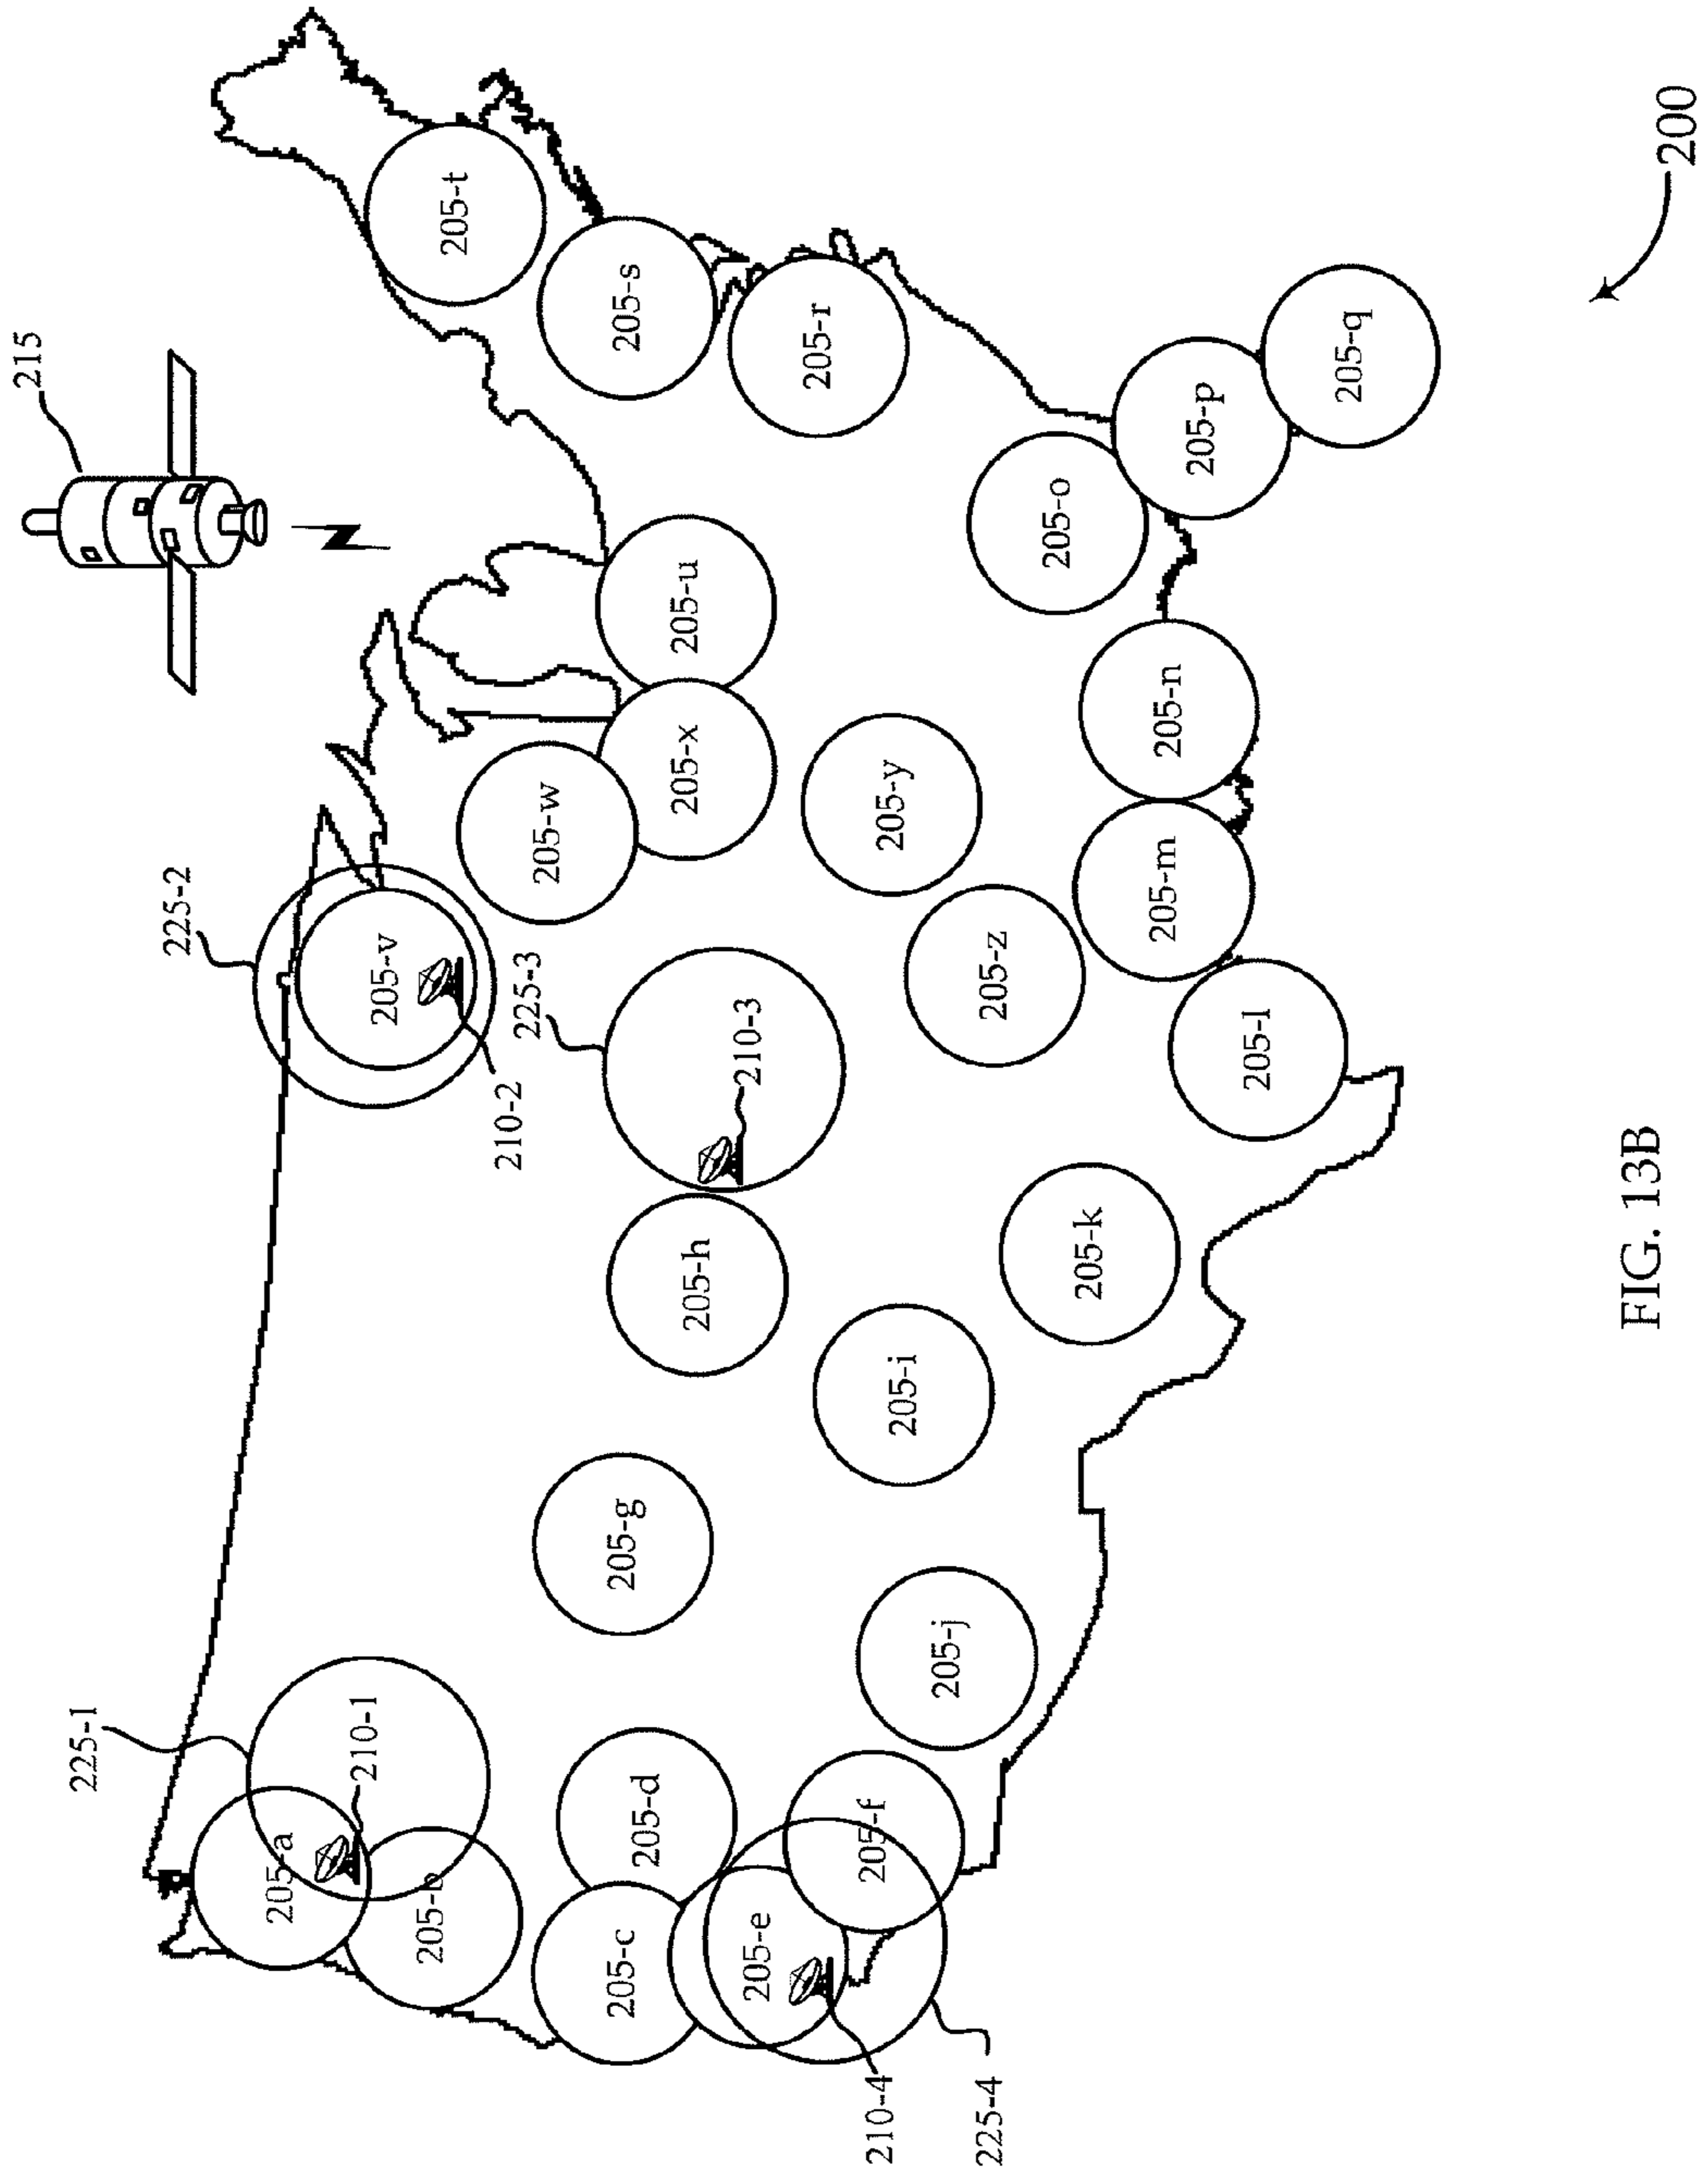 215
225-2
225-1
205-t
205-s
205-r
205-q
205-p
205-o
205-u
205-x
205-w
205-n
205-y
205-m
205-v
205-z
225-3
210-3
205-l
210-2
205-h
205-k
205-i
205-g
205-j
210-1
205-a
205-b
205-d
205-f
205-c
205-e
210-4
225-4
200
FIG. 13B